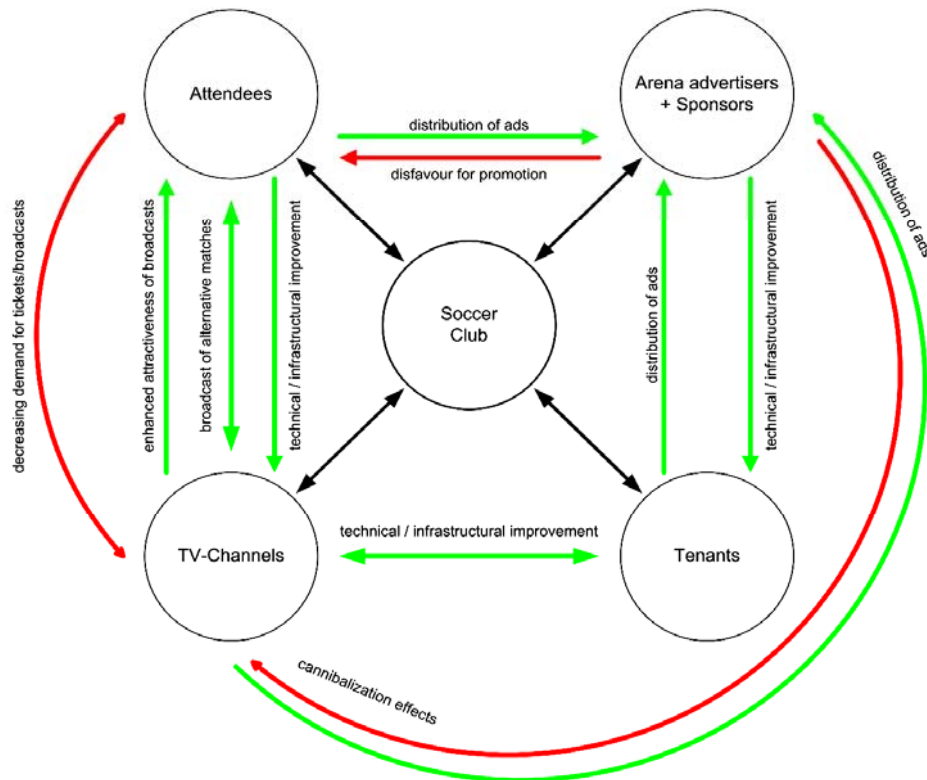 Attendees
Arena advertisers
+ Sponsors
distribution of ads
disfavour for promotion
decreasing demand for tickets/broadcasts
enhanced attractiveness of broadcasts
broadcast of alternative matches
technical / infrastructural improvement
Soccer
Club
distribution of ads
technical / infrastructural improvement
distribution of ads
technical / infrastructural improvement
TV-Channels
Tenants
cannibalization effects